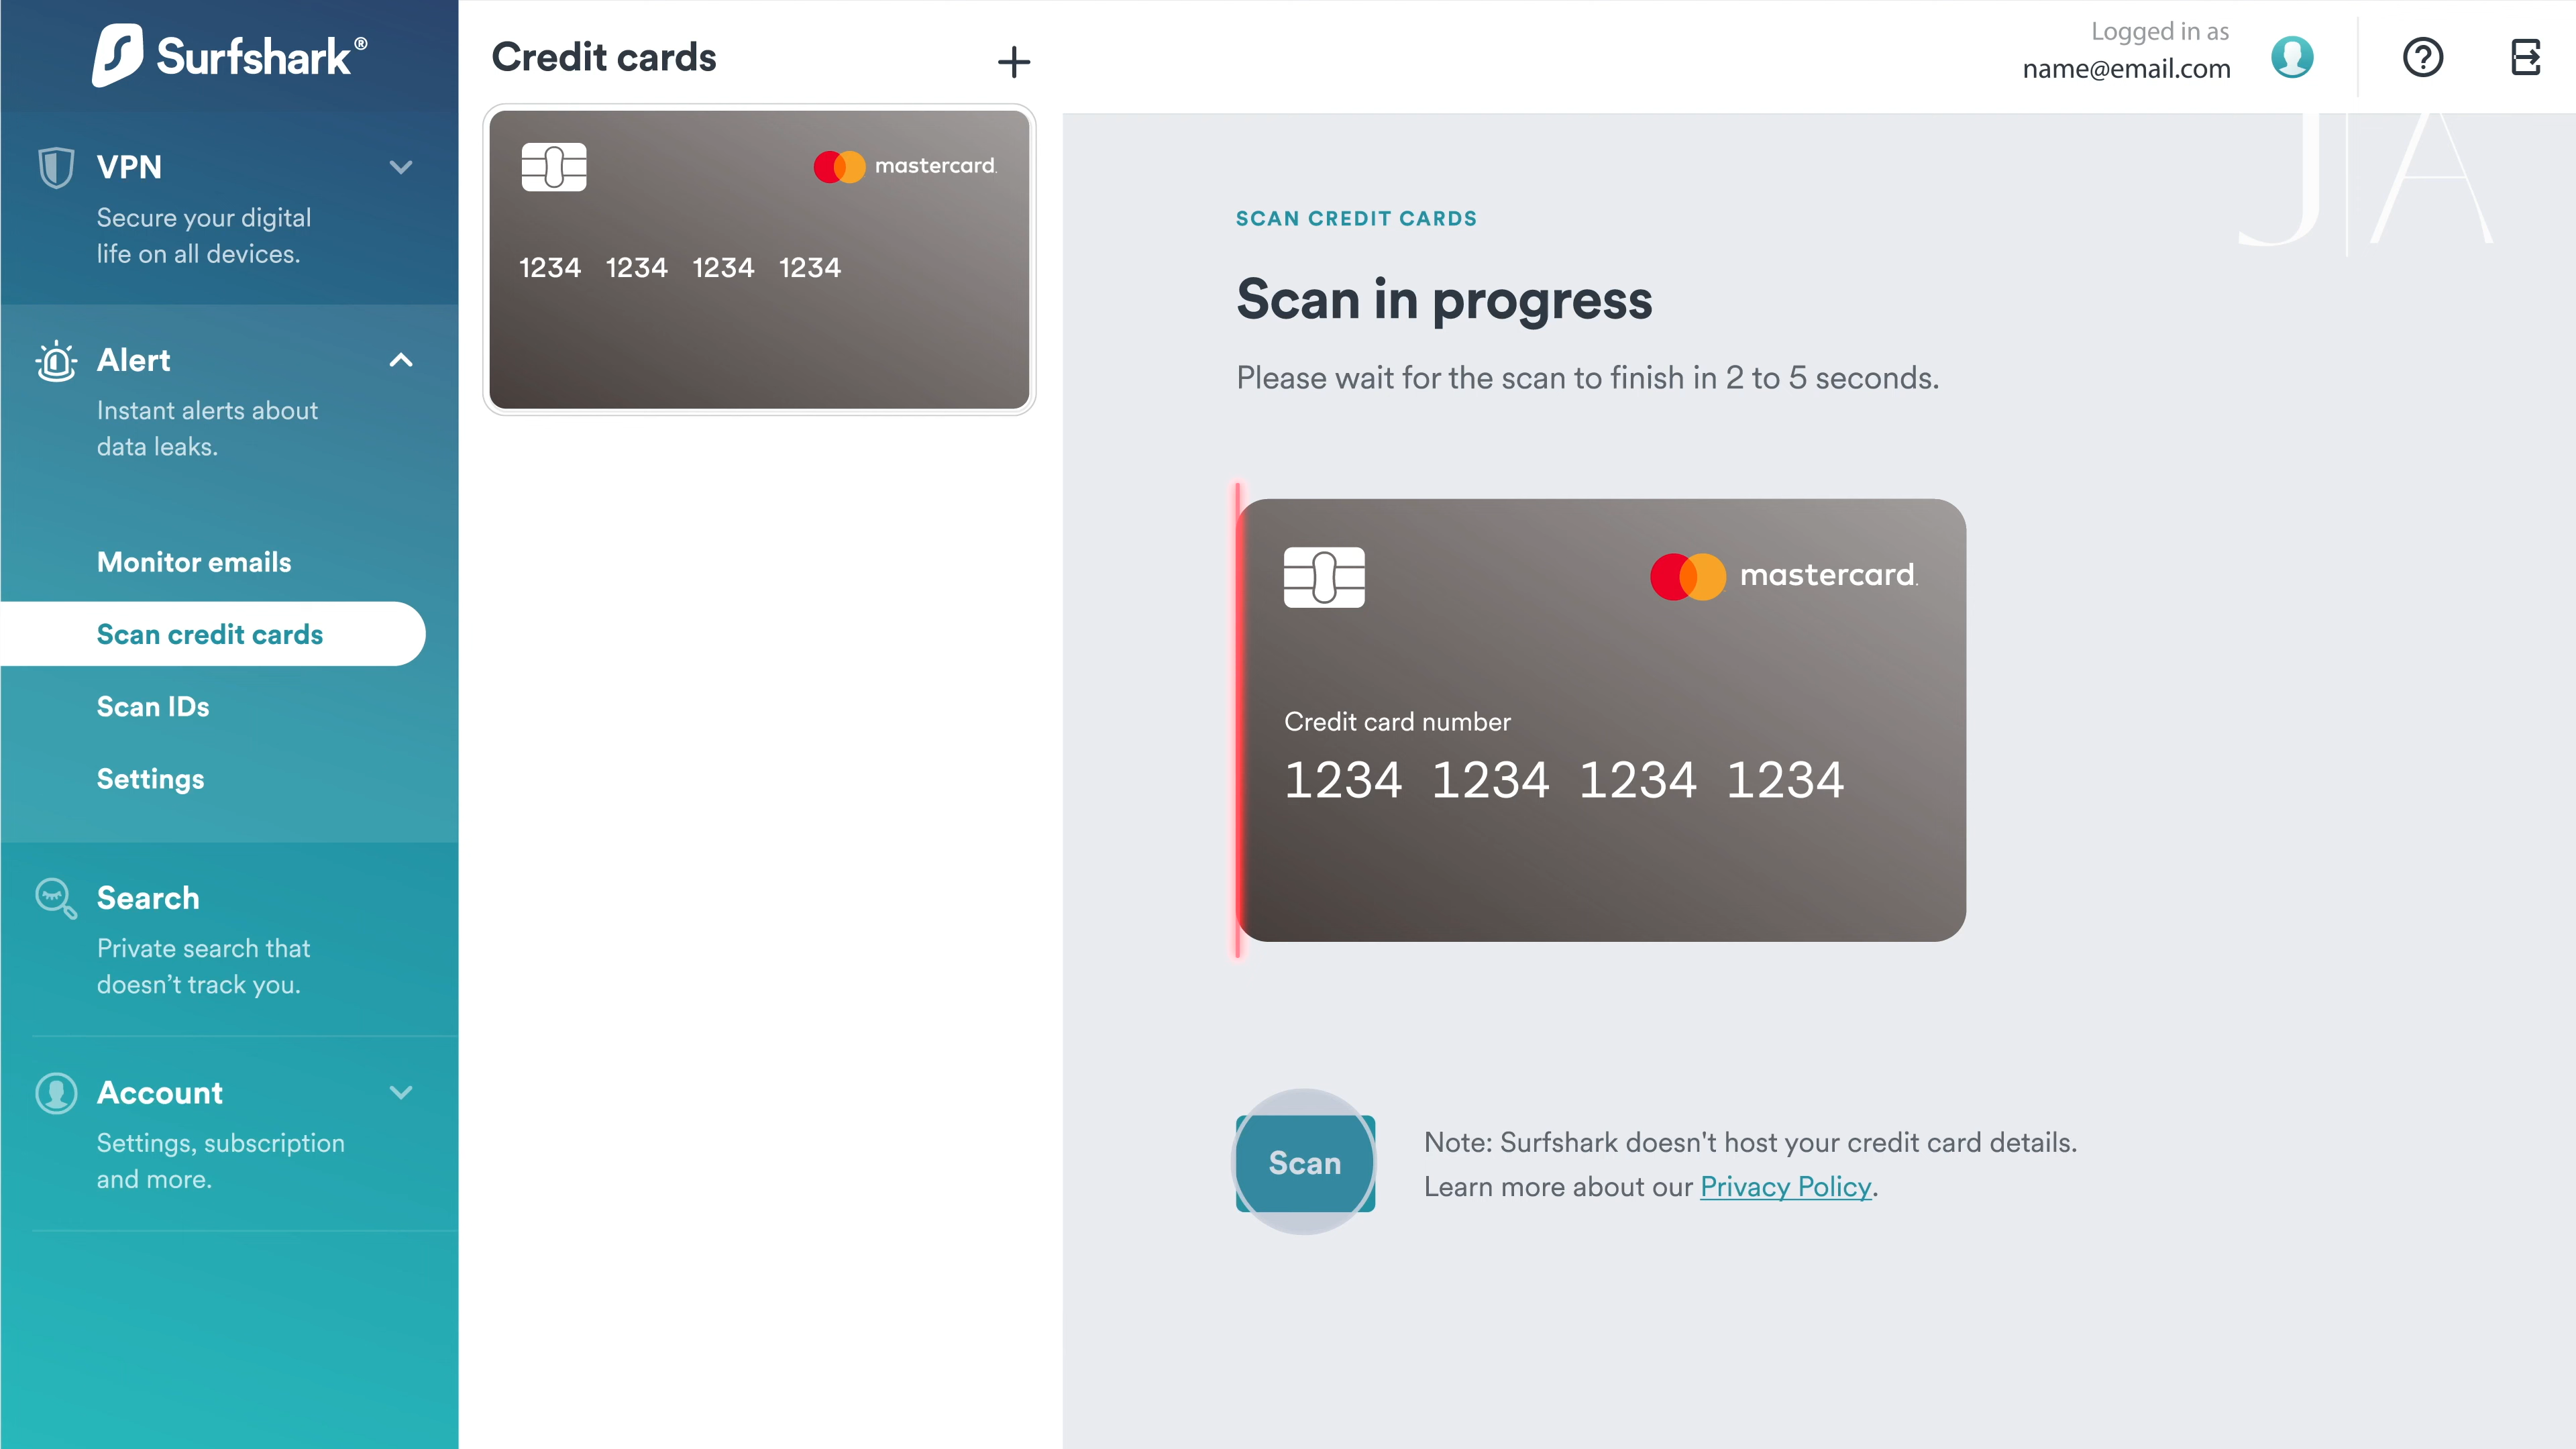 Surfshark®
VPN
Secure your digital
life on all devices.
Alert
Instant alerts about
data leaks.
Monitor emails
Scan credit cards
Scan IDs
Settings
Search
Private search that
doesn’t track you.
Account
Settings, subscription
and more.
Credit cards
mastercard.
1234 1234 1234 1234
Logged in as
name@email.com
J|A
SCAN CREDIT CARDS
Scan in progress
Please wait for the scan to finish in 2 to 5 seconds.
mastercard.
Credit card number
1234 1234 1234 1234
Scan
Note: Surfshark doesn't host your credit card details.
Learn more about our Privacy Policy.